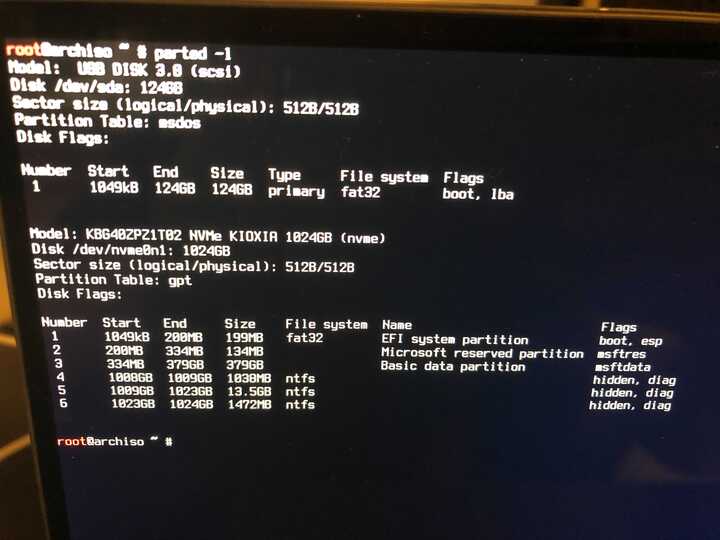 root@archiso ~ # parted -l
Model:  USB DISK 3.0 (scsi)
Disk /dev/sda: 124GB
Sector size (logical/physical): 512B/512B
Partition Table: msdos
Disk Flags:
Number  Start   End    Size   Type     File system  Flags
1  1049kB  124GB  124GB  primary  fat32  boot, lba
Model: KBG40ZPZ1T02 NVMe KIOXIA 1024GB (nvme)
Disk /dev/nvme0n1: 1024GB
Sector size (logical/physical): 512B/512B
Partition Table: gpt
Disk Flags:
Number  Start   End     Size    File system  Name  Flags
1  1049kB  200MB  199MB  fat32  EFI system partition  boot, esp
2  200MB  334MB  134MB  Microsoft reserved partition  msftres
3  334MB  379GB  379GB  Basic data partition  msftdata
4  1008GB  1009GB  1038MB  ntfs  hidden, diag
5  1009GB  1023GB  13.5GB  ntfs  hidden, diag
6  1023GB  1024GB  1472MB  ntfs  hidden, diag
root@archiso ~ #